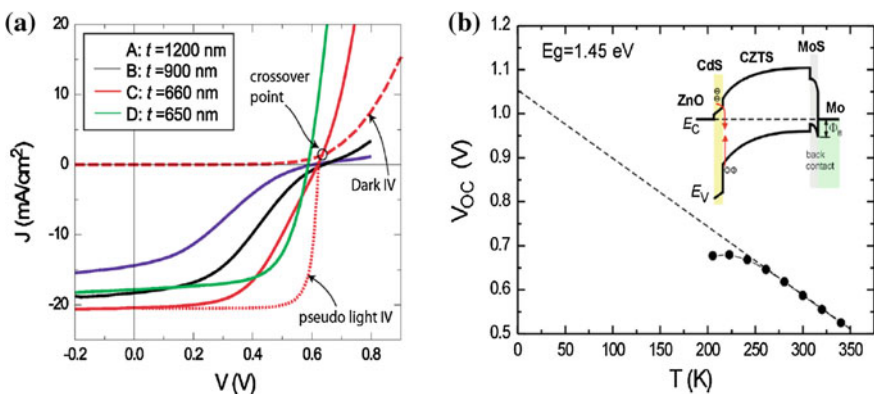 (a)
20
10
0
-10
-20
J (mA/cm²)
A: t=1200 nm
B: t=900 nm
C: t=660 nm
D: t=650 nm
crossover
point
Dark IV
pseudo light IV
-0.2 0.0 0.2 0.4 0.6 0.8
V (V)
(b)
1.2
1.1
1.0
0.9
0.8
0.7
0.6
0.5
VOC (V)
Eg=1.45 eV
MoS
CdS CZTS
ZnO Mo
EC
Φ
back
contact
EV
0 50 100 150 200 250 300 350
T (K)